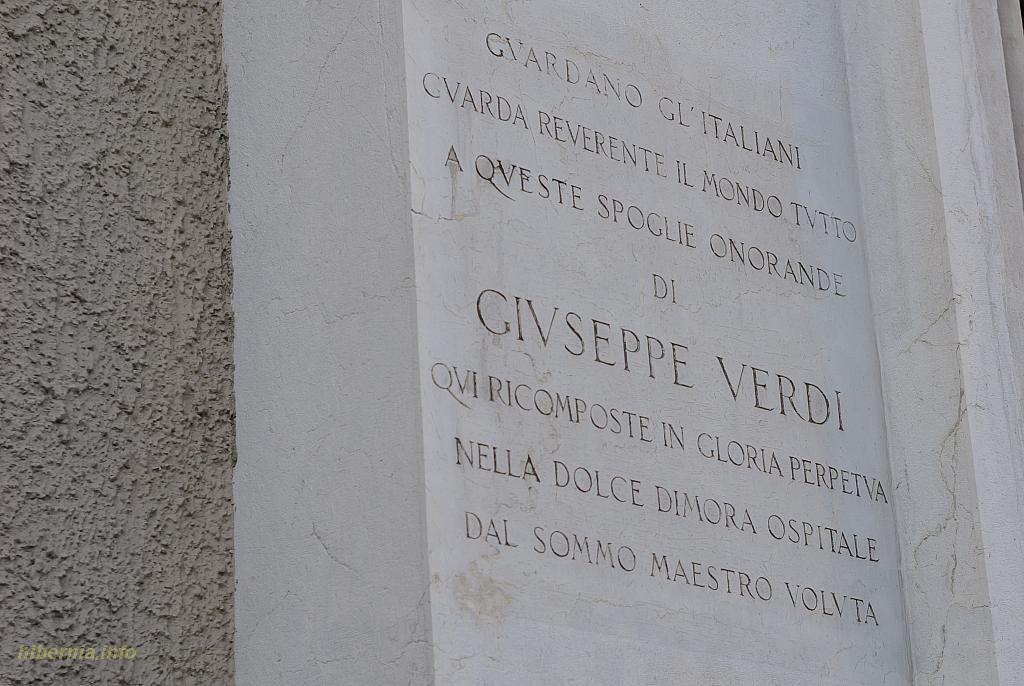 GVARDANO GL'ITALIANI
GVARDA REVERENTE IL MONDO TVTTO
A QVESTE SPOGLIE ONORANDE
DI
GIVSEPPE VERDI
QVI RICOMPOSTE IN GLORIA PERPETVA
NELLA DOLCE DIMORA OSPITALE
DAL SOMMO MAESTRO VOLVTA
hibernia.info